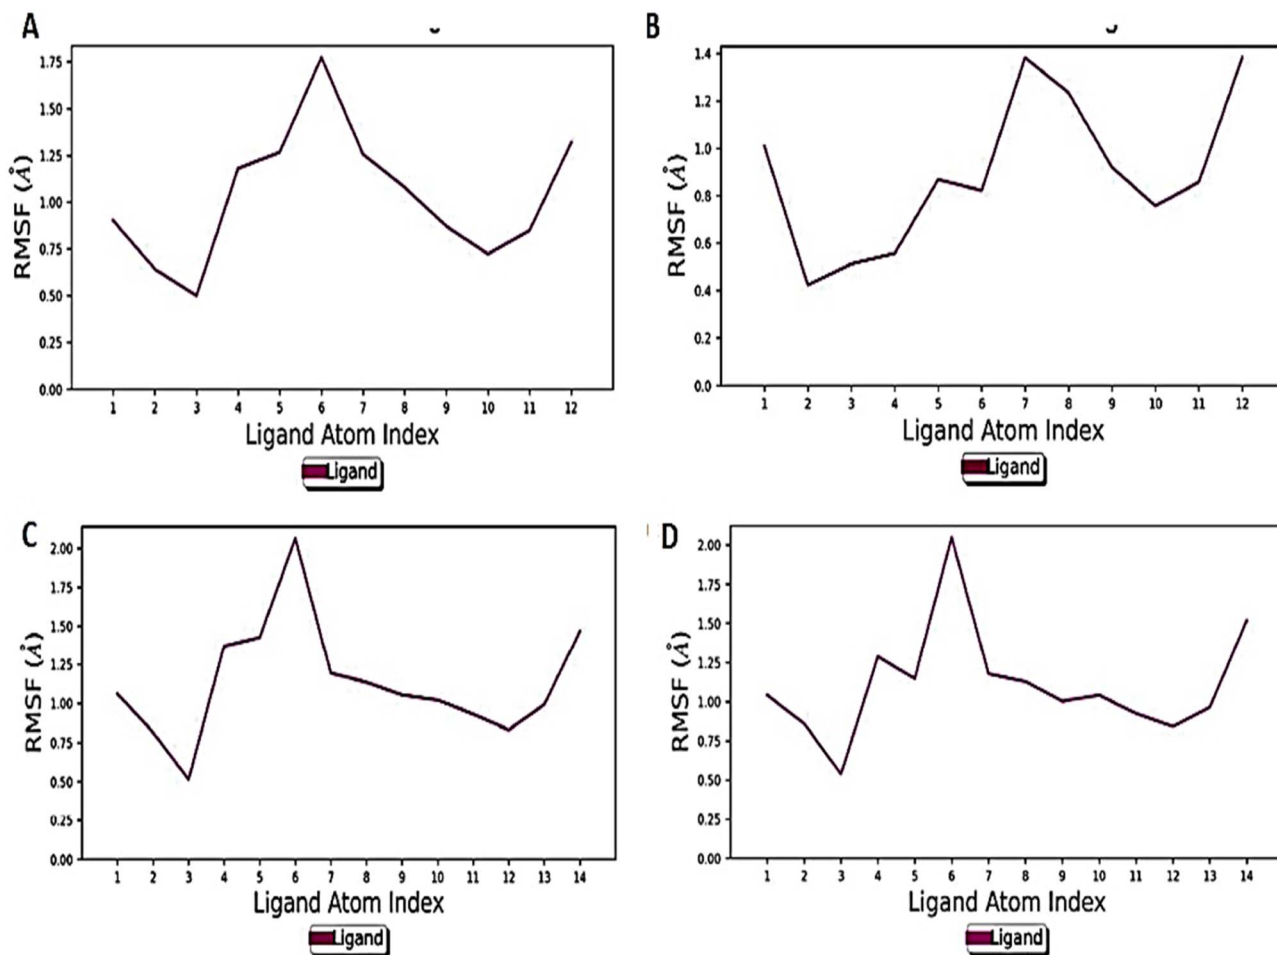 A
RMSF (Å)
1.75
1.50
1.25
1.00
0.75
0.50
0.25
0.00
1 2 3 4 5 6 7 8 9 10 11 12
Ligand Atom Index
Ligand
B
RMSF (Å)
1.4
1.2
1.0
0.8
0.6
0.4
0.2
0.0
1 2 3 4 5 6 7 8 9 10 11 12
Ligand Atom Index
Ligand
C
RMSF (Å)
2.00
1.75
1.50
1.25
1.00
0.75
0.50
0.25
0.00
1 2 3 4 5 6 7 8 9 10 11 12 13 14
Ligand Atom Index
Ligand
D
RMSF (Å)
2.00
1.75
1.50
1.25
1.00
0.75
0.50
0.25
0.00
1 2 3 4 5 6 7 8 9 10 11 12 13 14
Ligand Atom Index
Ligand